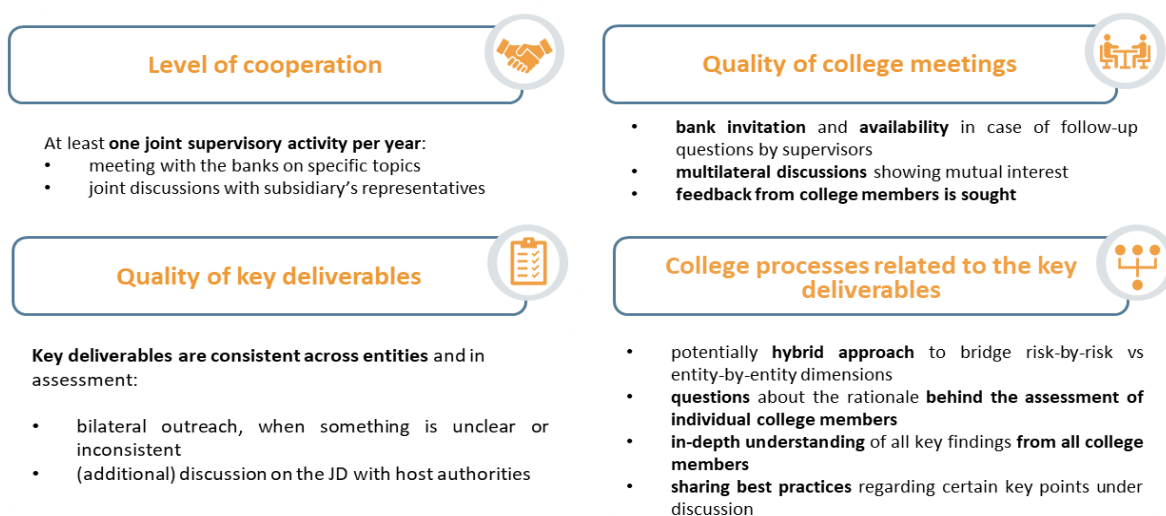 Level of cooperation
At least one joint supervisory activity per year:
• meeting with the banks on specific topics
• joint discussions with subsidiary's representatives
Quality of college meetings
• bank invitation and availability in case of follow-up
questions by supervisors
• multilateral discussions showing mutual interest
• feedback from college members is sought
Quality of key deliverables
Key deliverables are consistent across entities and in
assessment:
• bilateral outreach, when something is unclear or
inconsistent
• (additional) discussion on the JD with host authorities
College processes related to the key
deliverables
• potentially hybrid approach to bridge risk-by-risk vs
entity-by-entity dimensions
• questions about the rationale behind the assessment of
individual college members
• in-depth understanding of all key findings from all college
members
• sharing best practices regarding certain key points under
discussion